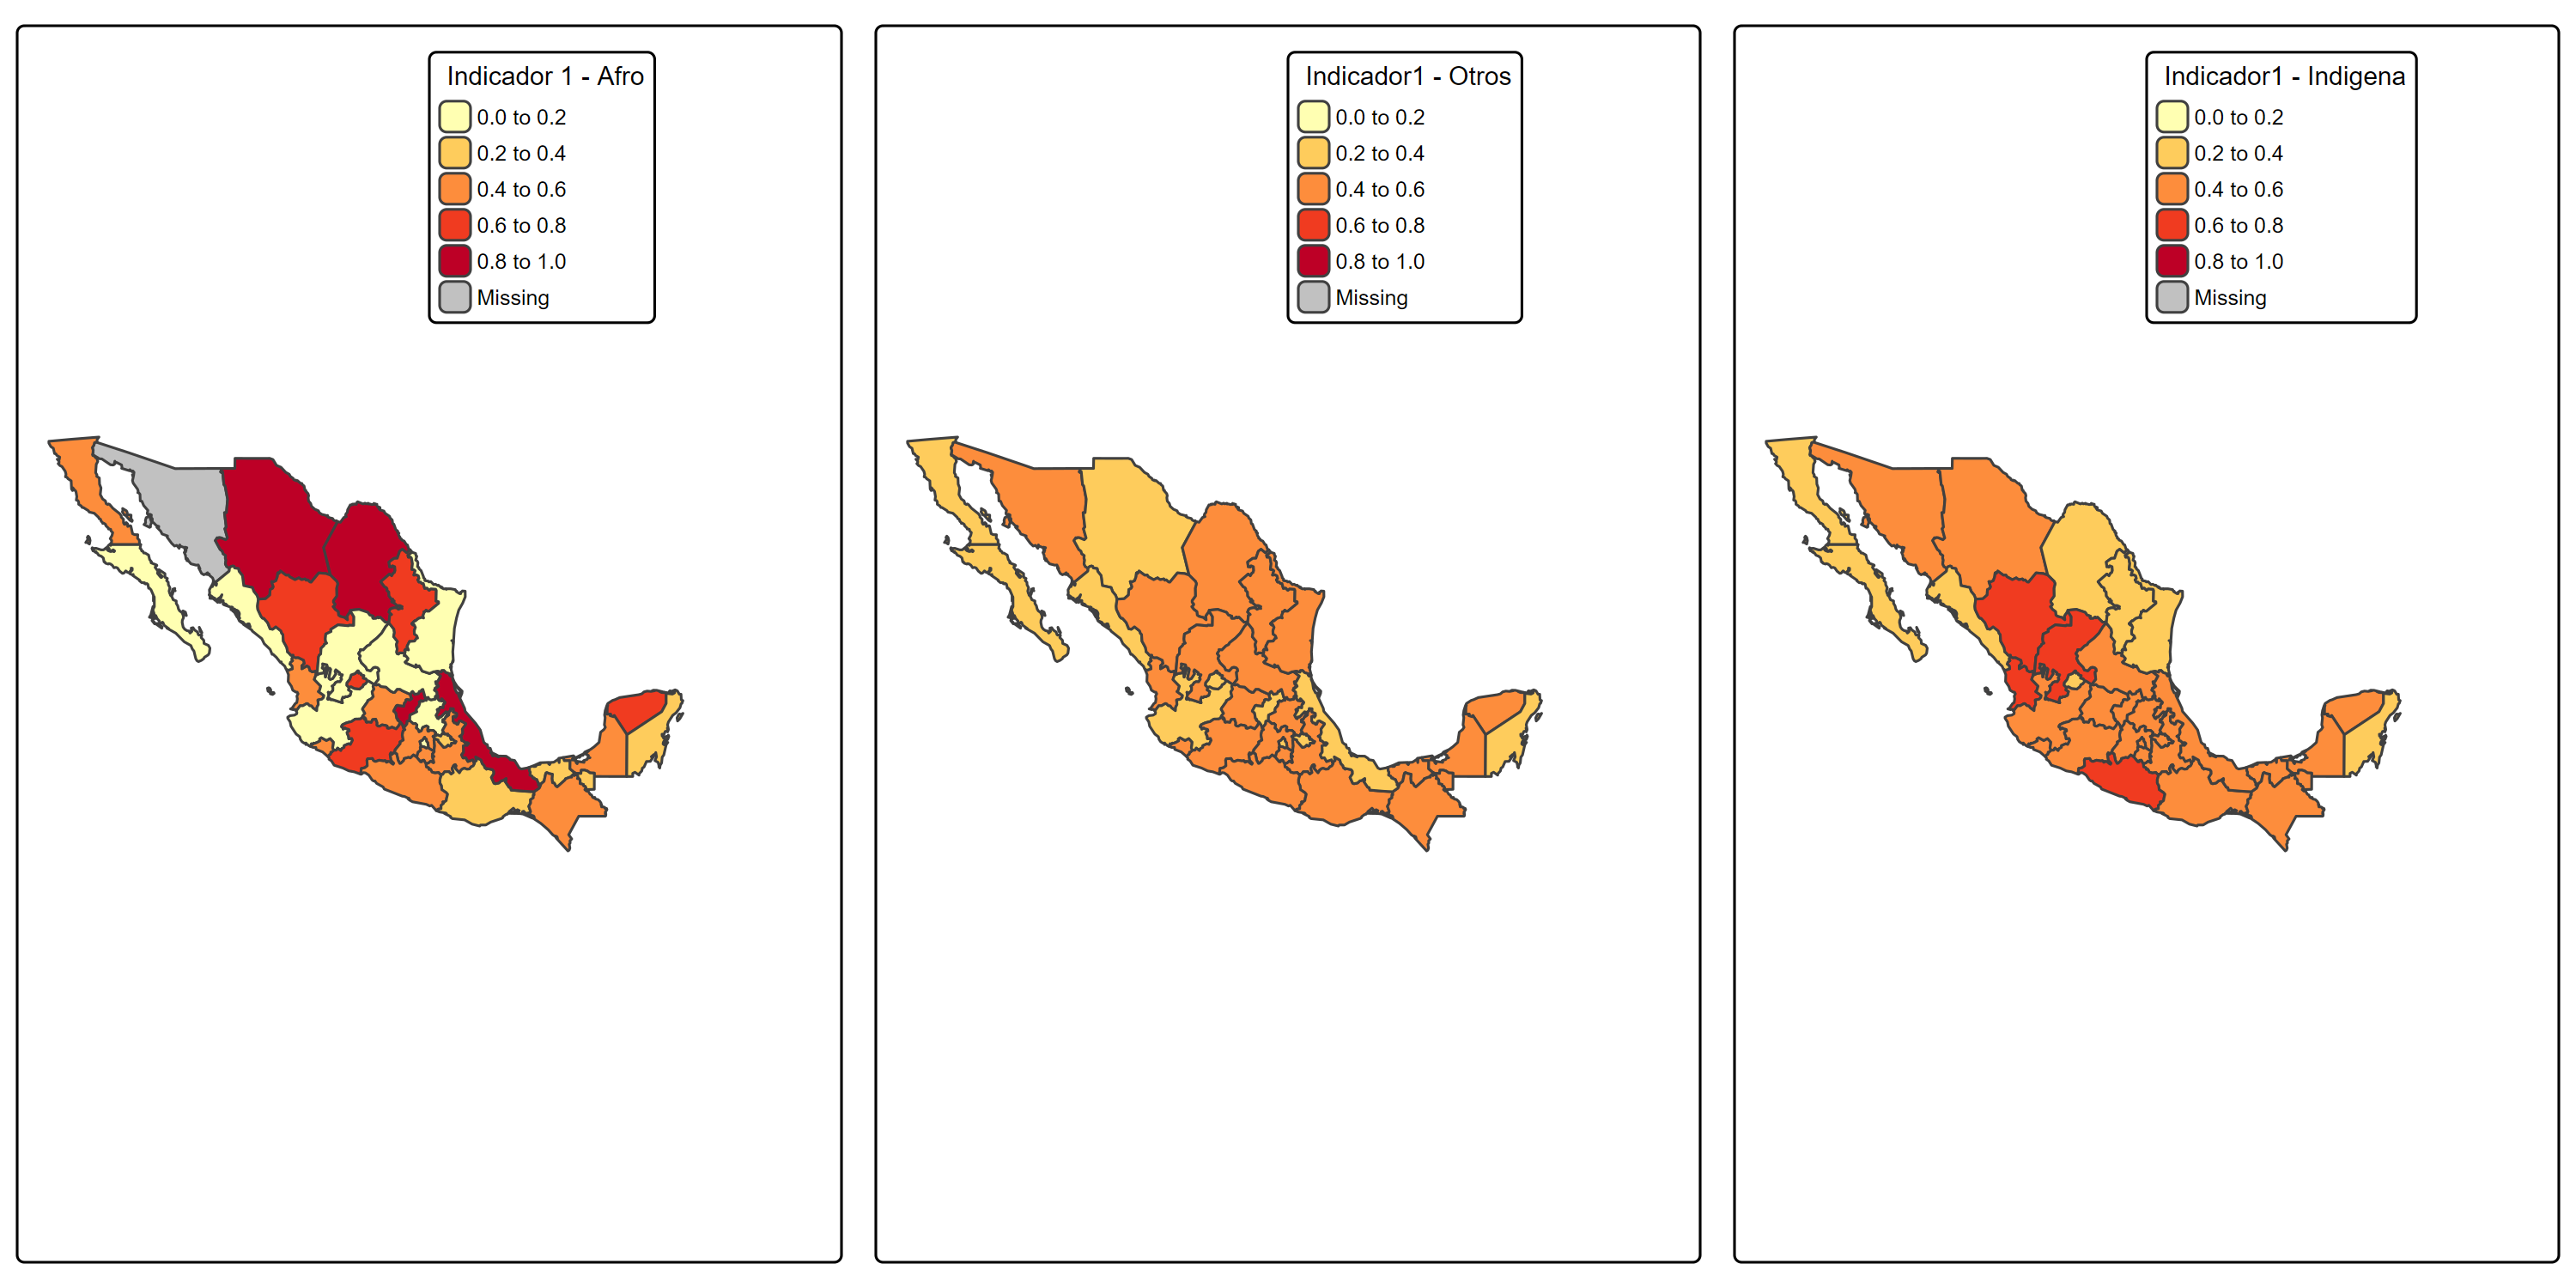 Indicador 1 - Afro
0.0 to 0.2
0.2 to 0.4
0.4 to 0.6
0.6 to 0.8
0.8 to 1.0
Missing
Indicador1 - Otros
0.0 to 0.2
0.2 to 0.4
0.4 to 0.6
0.6 to 0.8
0.8 to 1.0
Missing
Indicador1 - Indigena
0.0 to 0.2
0.2 to 0.4
0.4 to 0.6
0.6 to 0.8
0.8 to 1.0
Missing